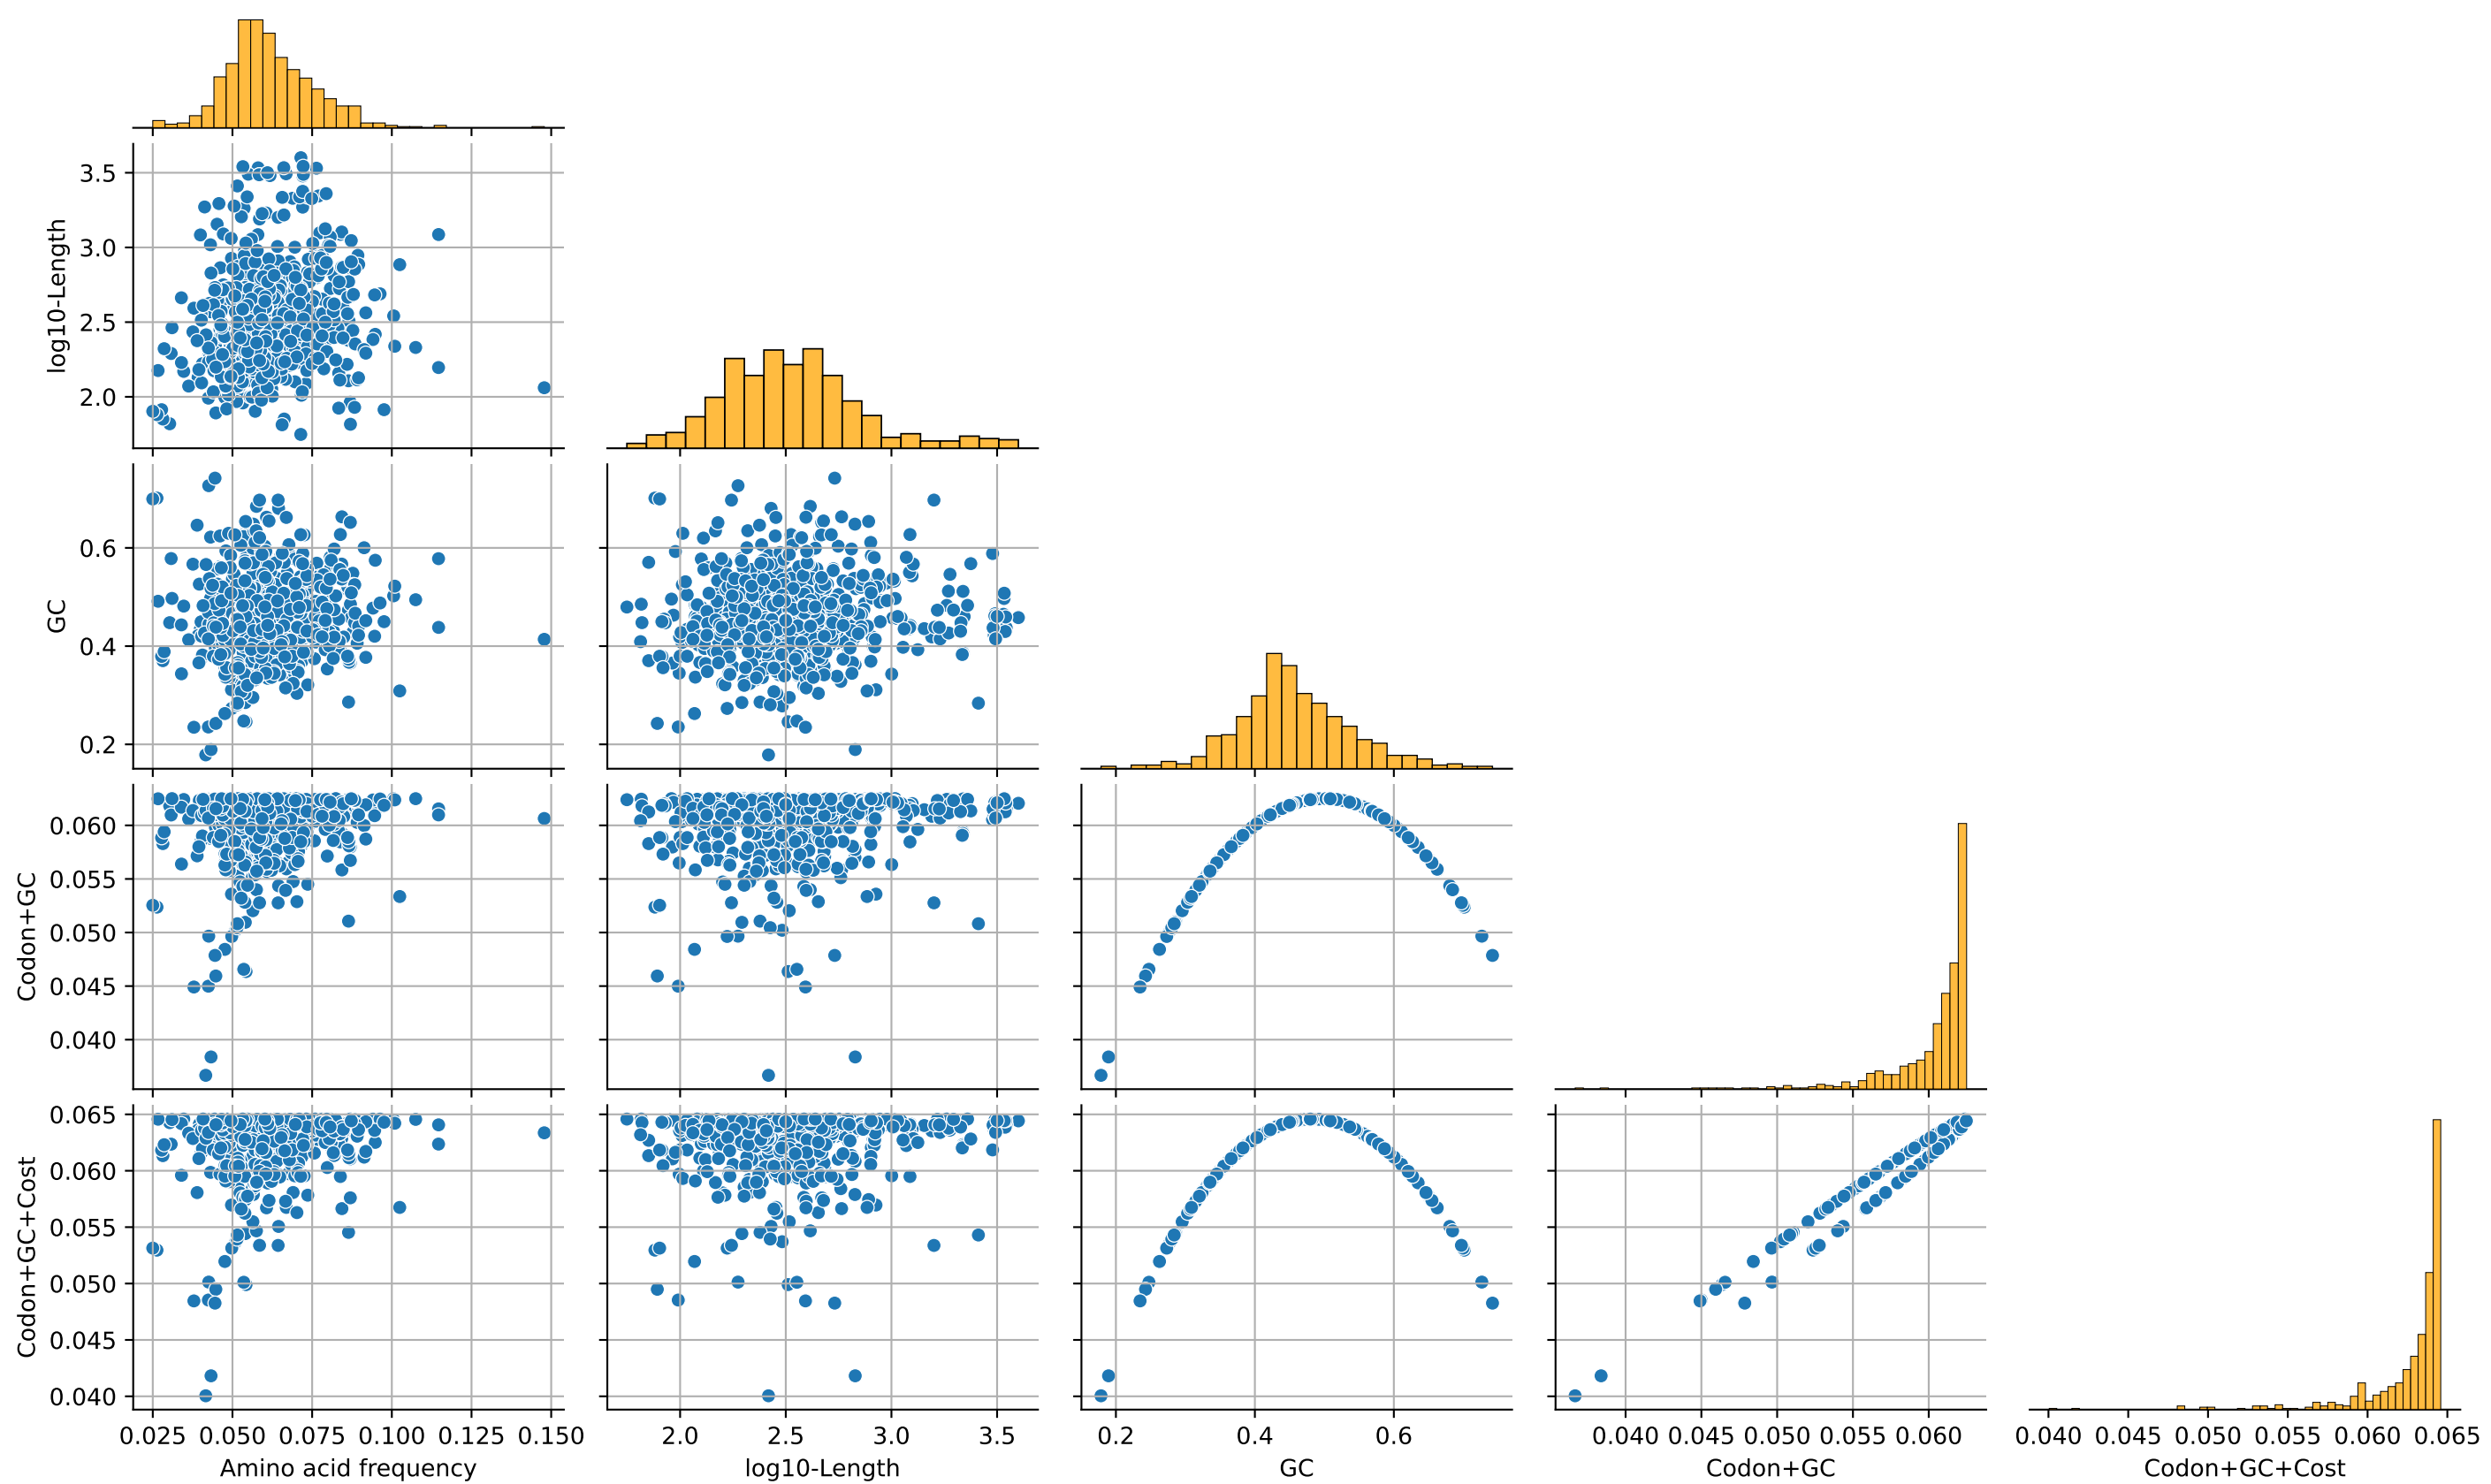 3.5
3.0
2.5
2.0
log10-Length
0.6
0.4
0.2
GC
0.060
0.055
0.050
0.045
0.040
Codon+GC
0.065
0.060
0.055
0.050
0.045
0.040
Codon+GC+Cost
0.025 0.050 0.075 0.100 0.125 0.150
2.0 2.5 3.0 3.5
0.2 0.4 0.6
0.040 0.045 0.050 0.055 0.060
0.040 0.045 0.050 0.055 0.060 0.065
Amino acid frequency
log10-Length
GC
Codon+GC
Codon+GC+Cost